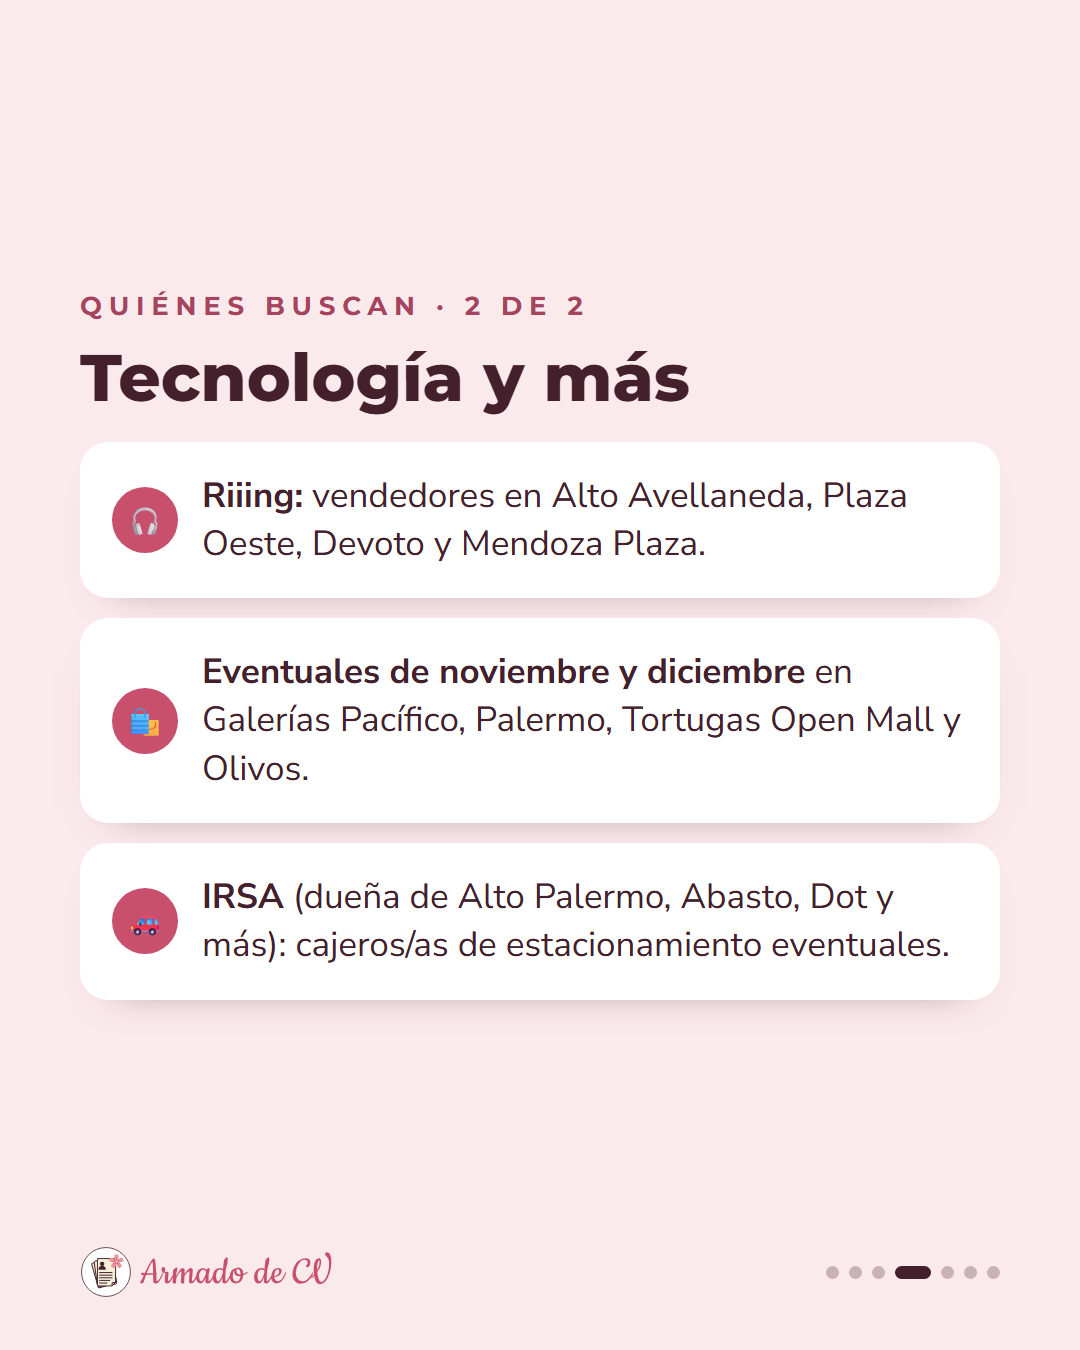 QUIÉNES BUSCAN · 2 DE 2
Tecnología y más
Riiing: vendedores en Alto Avellaneda, Plaza
Oeste, Devoto y Mendoza Plaza.
Eventuales de noviembre y diciembre en
Galerías Pacífico, Palermo, Tortugas Open Mall y
Olivos.
IRSA (dueña de Alto Palermo, Abasto, Dot y
más): cajeros/as de estacionamiento eventuales.
Armado de CV